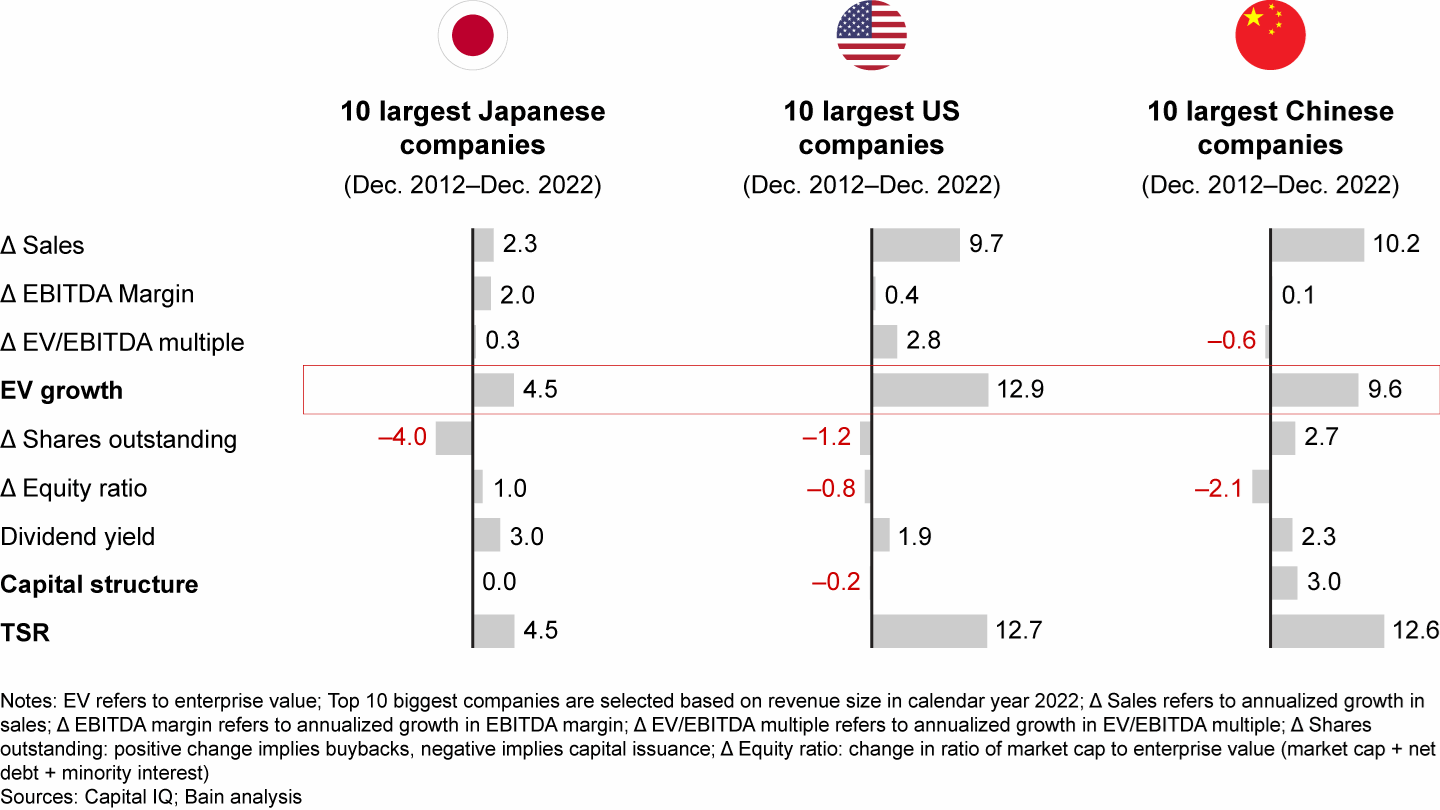 10 largest Japanese companies
10 largest US companies
10 largest Chinese companies
(Dec. 2012–Dec. 2022)
(Dec. 2012–Dec. 2022)
(Dec. 2012–Dec. 2022)
Δ Sales 2.3 9.7 10.2
Δ EBITDA Margin 2.0 0.4 0.1
Δ EV/EBITDA multiple 0.3 2.8 –0.6
EV growth 4.5 12.9 9.6
Δ Shares outstanding –4.0 –1.2 2.7
Δ Equity ratio 1.0 –0.8 –2.1
Dividend yield 3.0 1.9 2.3
Capital structure 0.0 –0.2 3.0
TSR 4.5 12.7 12.6
Notes: EV refers to enterprise value; Top 10 biggest companies are selected based on revenue size in calendar year 2022; Δ Sales refers to annualized growth in
sales; Δ EBITDA margin refers to annualized growth in EBITDA margin; Δ EV/EBITDA multiple refers to annualized growth in EV/EBITDA multiple; Δ Shares
outstanding: positive change implies buybacks, negative implies capital issuance; Δ Equity ratio: change in ratio of market cap to enterprise value (market cap + net
debt + minority interest)
Sources: Capital IQ; Bain analysis